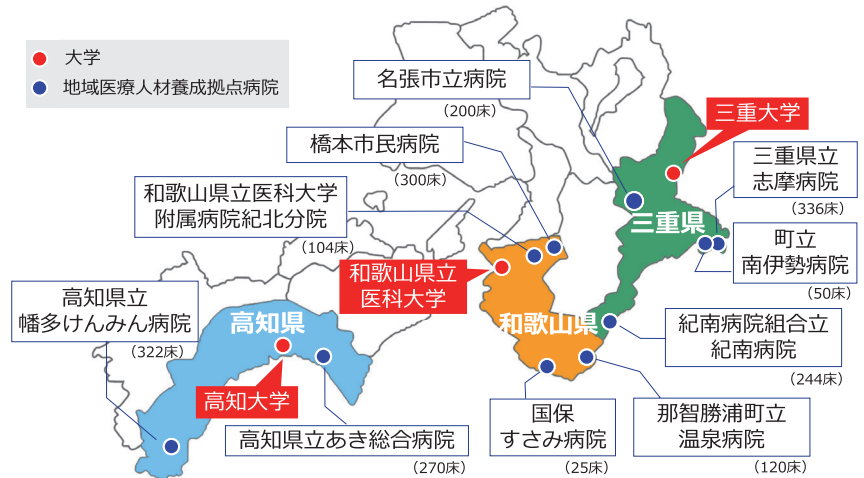 大学
地域医療人材養成拠点病院
名張市立病院
(200床)
三重大学
橋本市民病院
(300床)
三重県立
志摩病院
(336床)
和歌山県立医科大学
附属病院紀北分院
(104床)
三重県
町立
南伊勢病院
(50床)
和歌山県立
医科大学
高知県立
幡多けんみん病院
(322床)
高知県
和歌山県
紀南病院組合立
紀南病院
(244床)
高知大学
高知県立あき総合病院
(270床)
国保
すさみ病院
(25床)
那智勝浦町立
温泉病院
(120床)